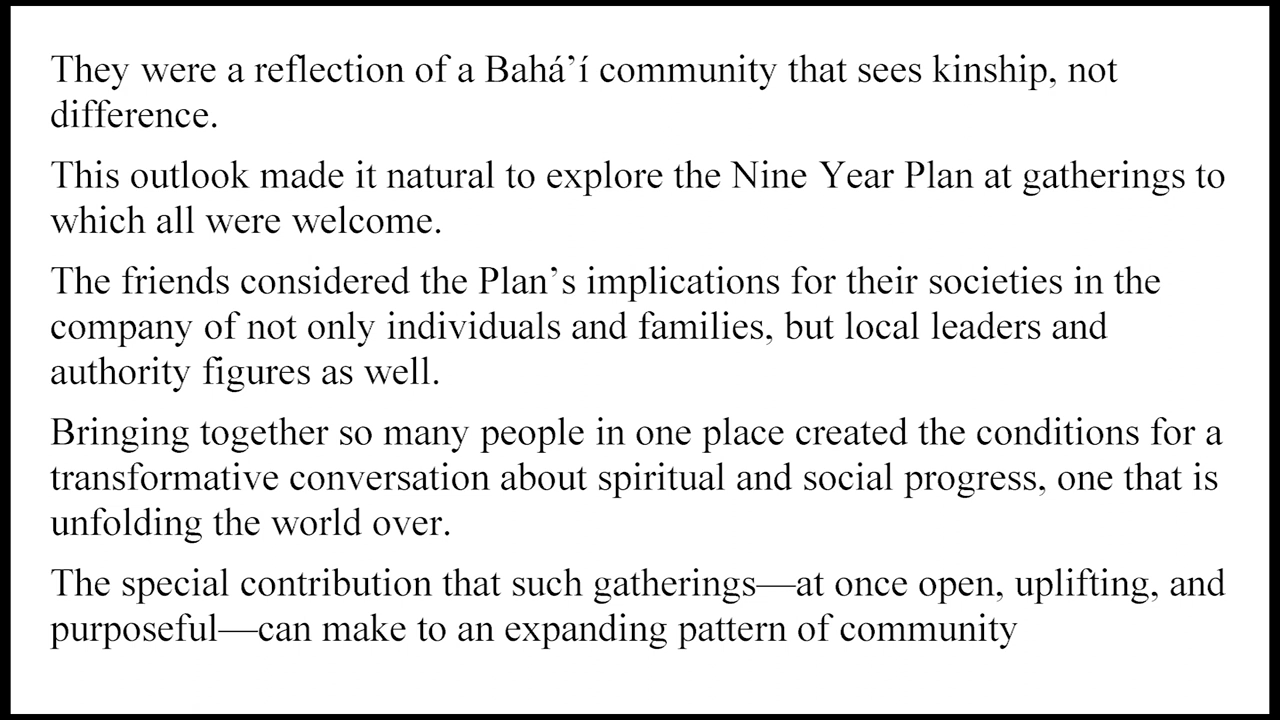 They were a reflection of a Bahá’í community that sees kinship, not
difference.
This outlook made it natural to explore the Nine Year Plan at gatherings to
which all were welcome.
The friends considered the Plan’s implications for their societies in the
company of not only individuals and families, but local leaders and
authority figures as well.
Bringing together so many people in one place created the conditions for a
transformative conversation about spiritual and social progress, one that is
unfolding the world over.
The special contribution that such gatherings—at once open, uplifting, and
purposeful—can make to an expanding pattern of community